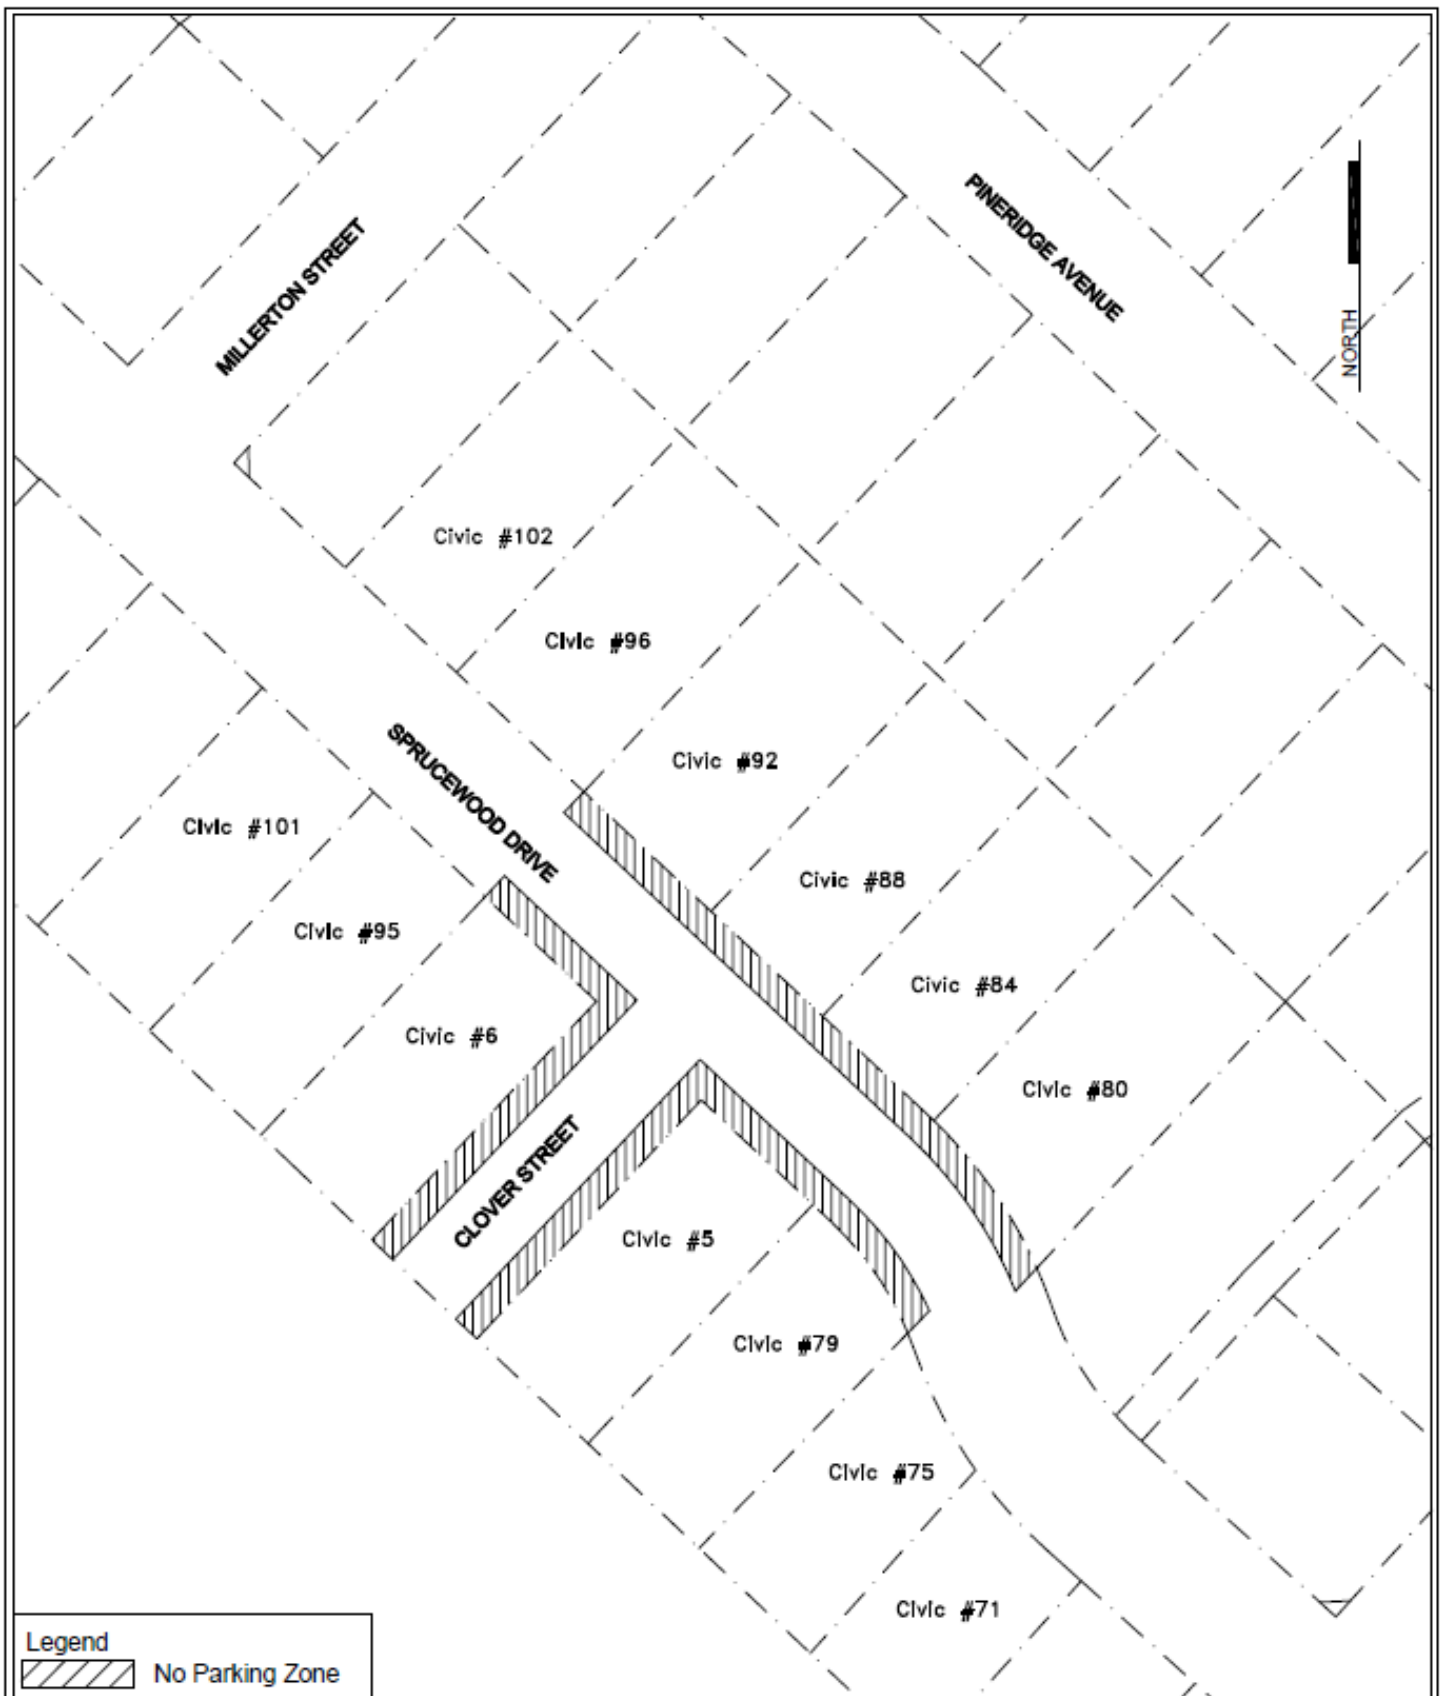 PINERIDGE AVENUE
MILLERTON STREET
NORTH
Civic #102
Civic #96
SPRUCEWOOD DRIVE
Civic #92
Civic #101
Civic #88
Civic #95
Civic #84
Civic #6
Civic #80
CLOVER STREET
Civic #5
Civic #79
Civic #75
Civic #71
Legend
No Parking Zone